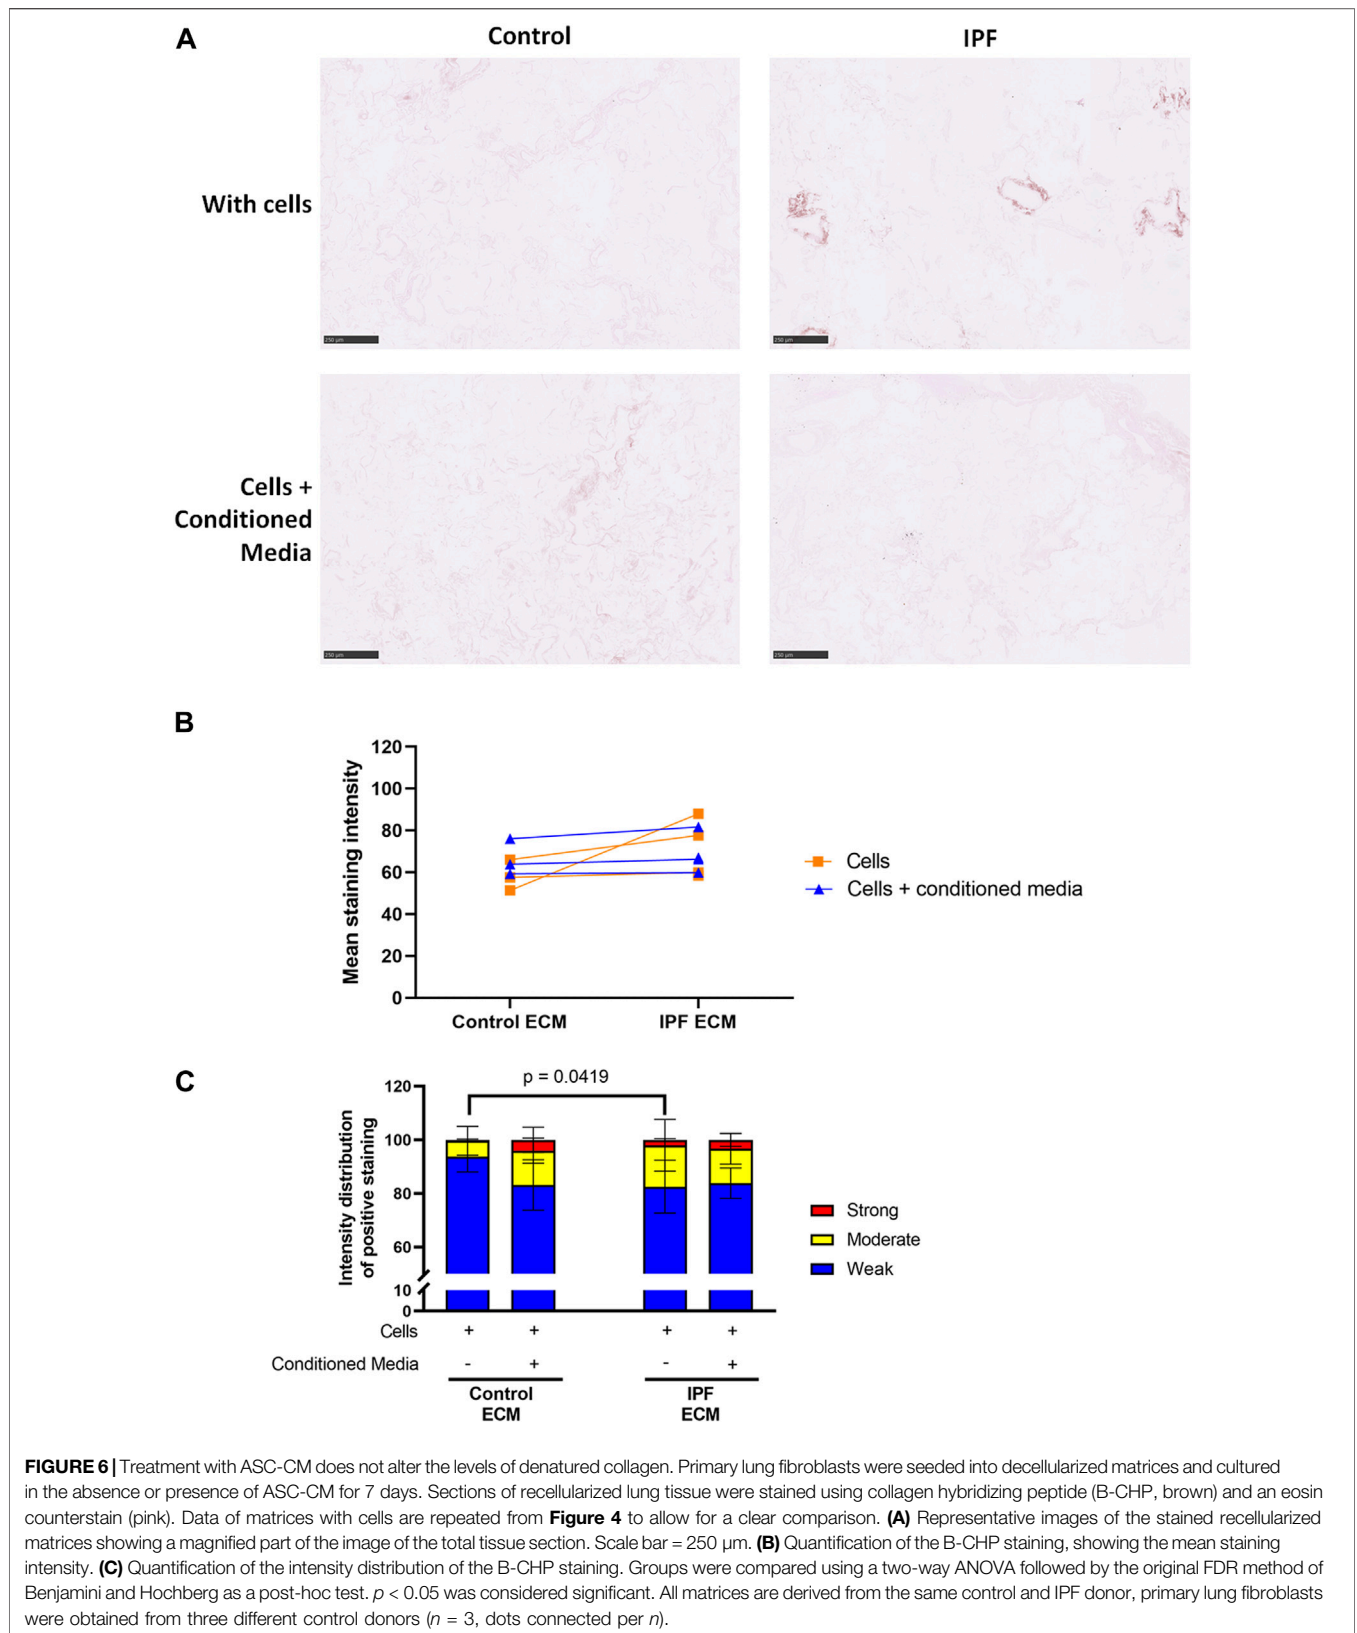 A
Control
IPF
With cells
250 µm
250 µm
Cells +
Conditioned
Media
250 µm
250 µm
B
Mean staining intensity
120
100
80
60
40
20
0
Control ECM
IPF ECM
Cells
Cells + conditioned media
C
p = 0.0419
Intensity distribution
of positive staining
120
100
80
60
10
0
Strong
Moderate
Weak
Cells + + + +
Conditioned Media - + - +
Control
ECM
IPF
ECM
FIGURE 6 | Treatment with ASC-CM does not alter the levels of denatured collagen. Primary lung fibroblasts were seeded into decellularized matrices and cultured
in the absence or presence of ASC-CM for 7 days. Sections of recellularized lung tissue were stained using collagen hybridizing peptide (B-CHP, brown) and an eosin
counterstain (pink). Data of matrices with cells are repeated from Figure 4 to allow for a clear comparison. (A) Representative images of the stained recellularized
matrices showing a magnified part of the image of the total tissue section. Scale bar = 250 µm. (B) Quantification of the B-CHP staining, showing the mean staining
intensity. (C) Quantification of the intensity distribution of the B-CHP staining. Groups were compared using a two-way ANOVA followed by the original FDR method of
Benjamini and Hochberg as a post-hoc test. p < 0.05 was considered significant. All matrices are derived from the same control and IPF donor, primary lung fibroblasts
were obtained from three different control donors (n = 3, dots connected per n).